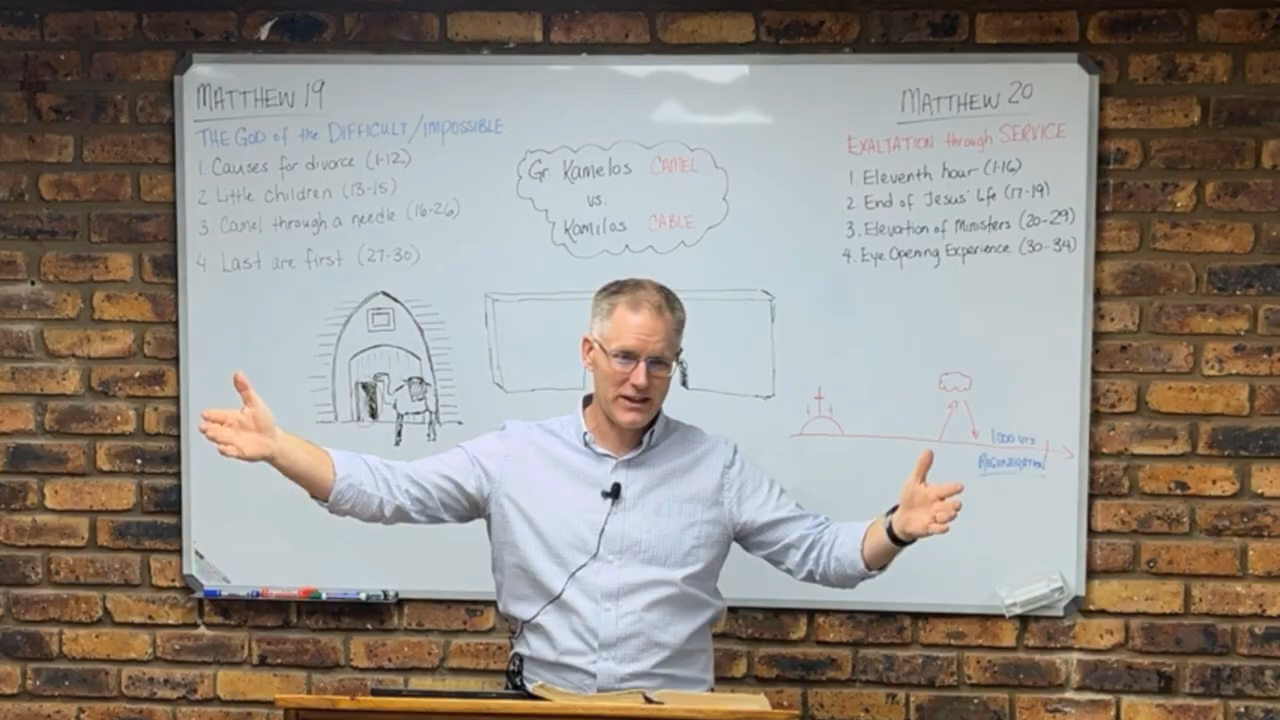 MATTHEW 19
THE GOD of the DIFFICULT/IMPOSSIBLE
1. Causes for divorce (1-12)
2 Little children (13-15)
3. Camel through a needle (16-26)
4. Last are first (27-30)
Gr. Kamelos CAMEL
vs.
Kamilos CABLE
MATTHEW 20
EXALTATION through SERVICE
1. Eleventh hour (1-16)
2. End of Jesus' life (17-19)
3. Elevation of Ministers (20-29)
4. Eye Opening Experience (30-34)
1000 yrs
REGENERATION